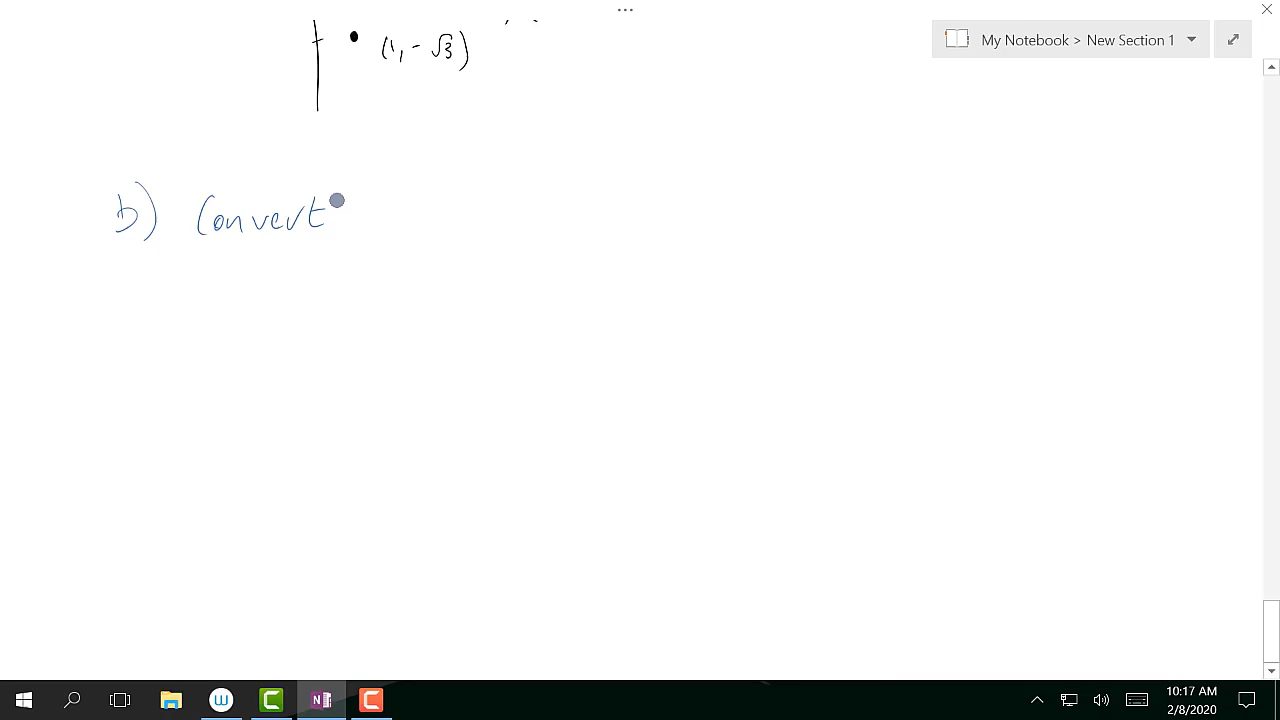 My Notebook > New Section 1
(1, - √3)
b) Convert
10:17 AM
2/8/2020